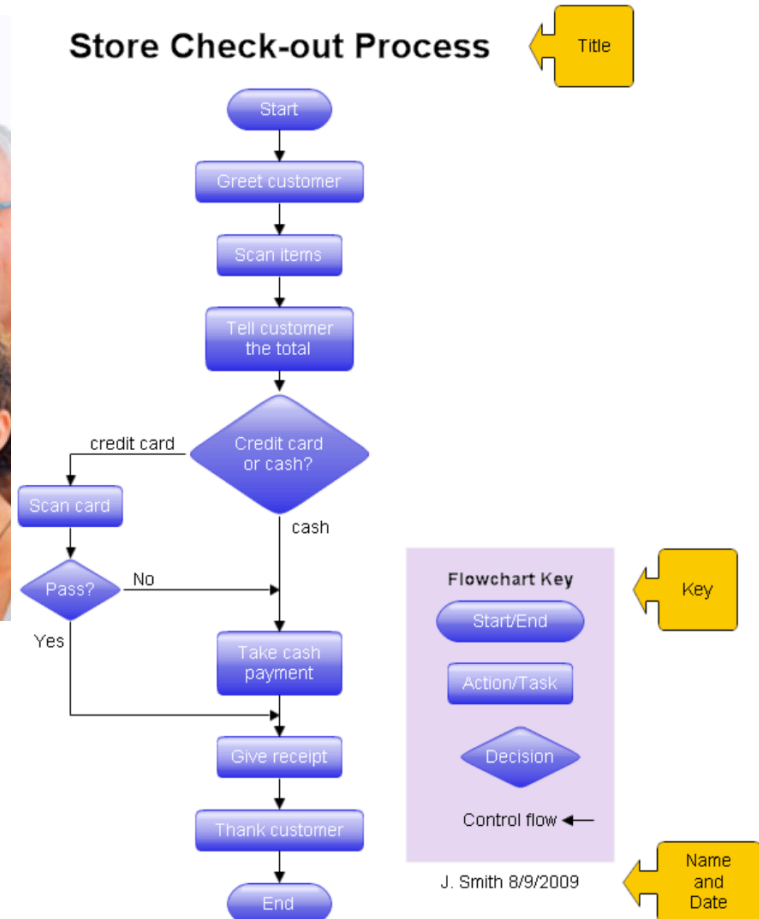 Store Check-out Process
Title
Start
Greet customer
Scan items
Tell customer
the total
Credit card
or cash?
credit card
cash
Scan card
Pass?
No
Yes
Take cash
payment
Give receipt
Thank customer
End
Flowchart Key
Start/End
Action/Task
Decision
Control flow
Key
J. Smith 8/9/2009
Name
and
Date